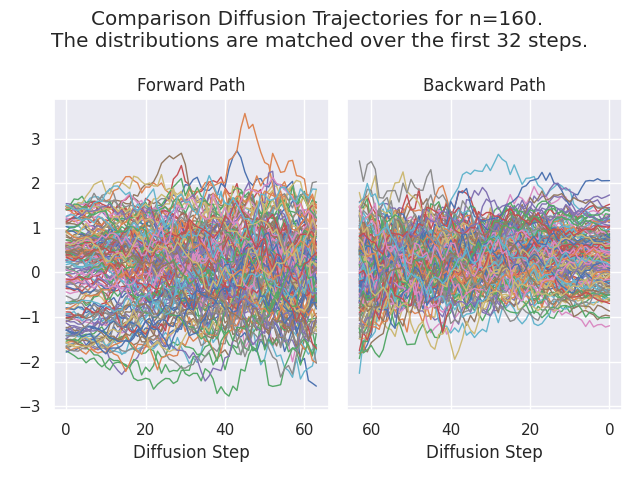 Comparison Diffusion Trajectories for n=160.
The distributions are matched over the first 32 steps.
Forward Path
Backward Path
3
2
1
0
−1
−2
−3
0 20 40 60
60 40 20 0
Diffusion Step
Diffusion Step